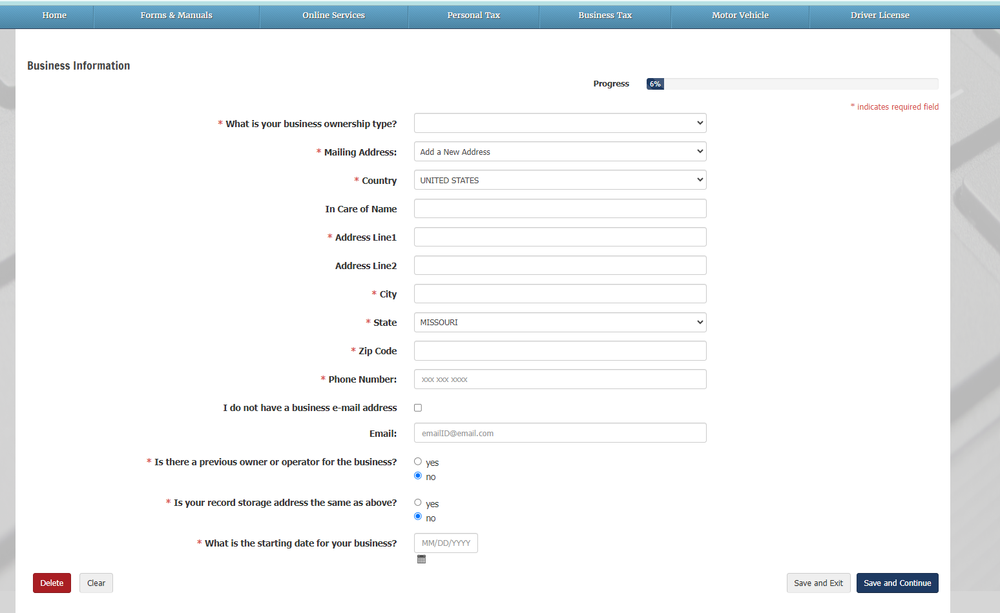 Home Forms & Manuals Online Services Personal Tax Business Tax Motor Vehicle Driver License
Business Information
Progress 6%
* indicates required field
* What is your business ownership type?
* Mailing Address: Add a New Address
* Country UNITED STATES
In Care of Name
* Address Line1
Address Line2
* City
* State MISSOURI
* Zip Code
* Phone Number: xxx xxx xxxx
I do not have a business e-mail address
Email: emailID@email.com
* Is there a previous owner or operator for the business? yes
no
* Is your record storage address the same as above? yes
no
* What is the starting date for your business? MM/DD/YYYY
Delete Clear Save and Exit Save and Continue